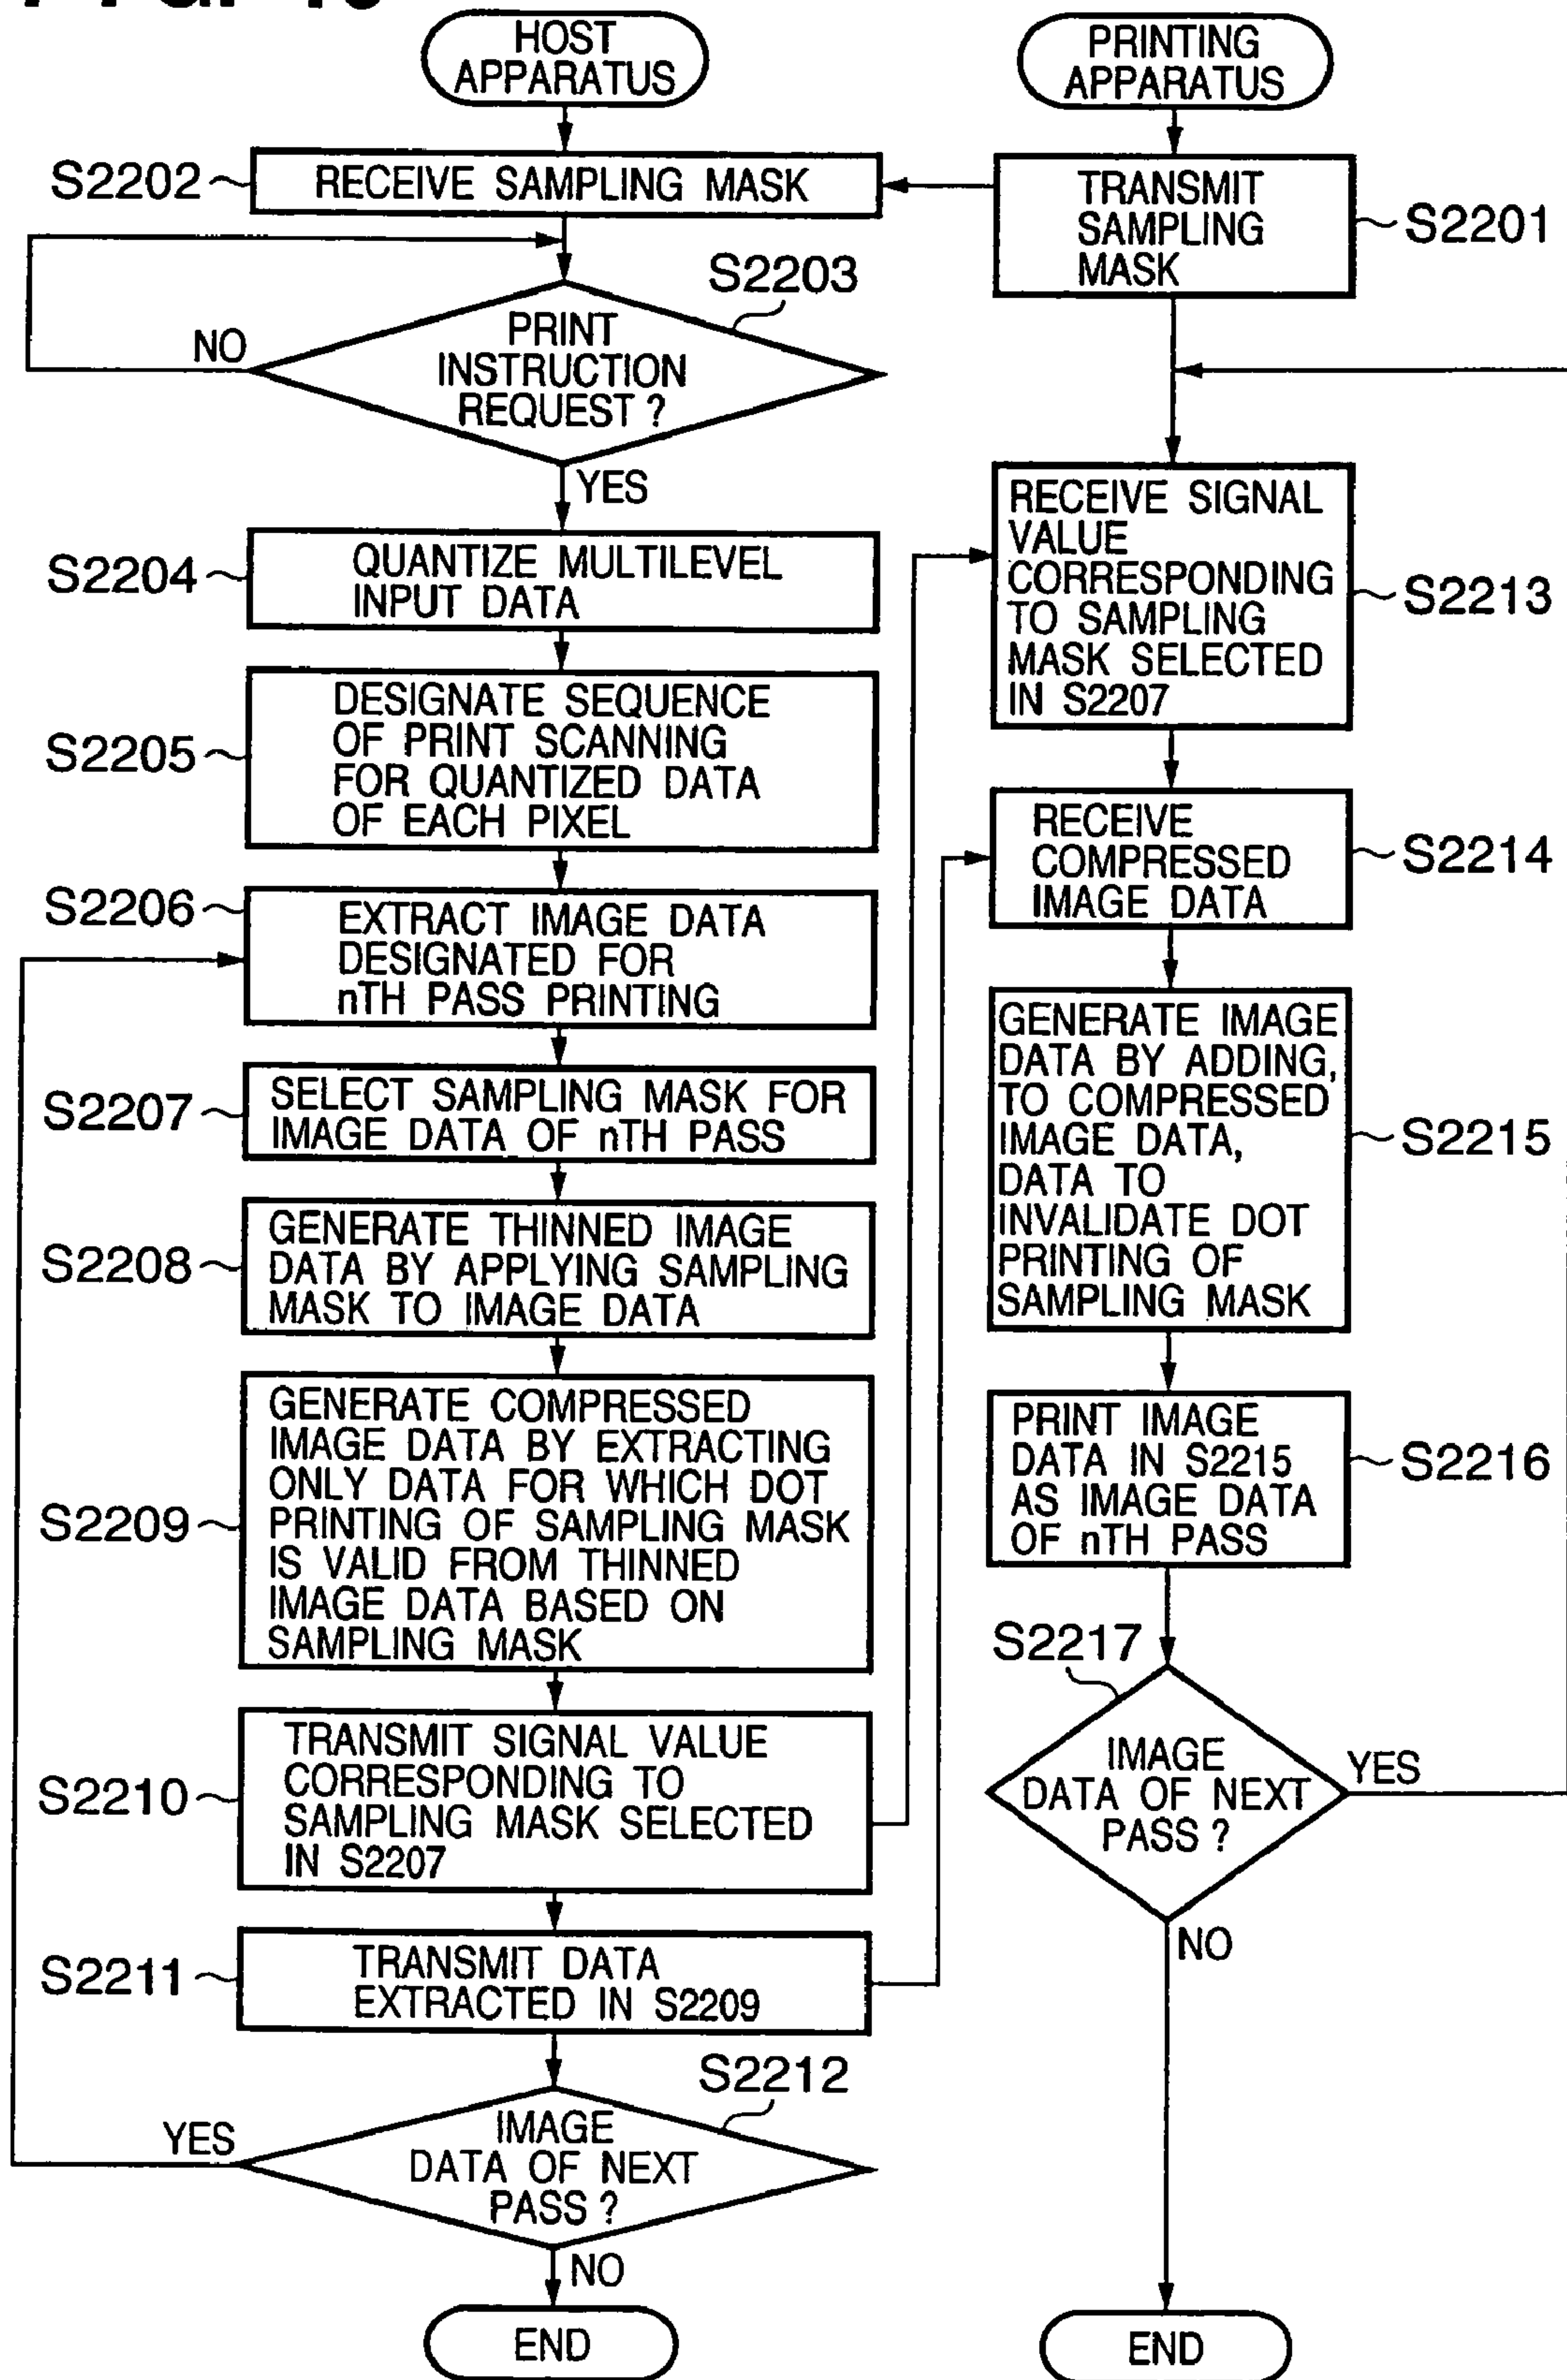 HOST
APPARATUS
S2202
RECEIVE SAMPLING MASK
S2203
PRINT
INSTRUCTION
REQUEST ?
NO
YES
S2204
QUANTIZE MULTILEVEL
INPUT DATA
S2205
DESIGNATE SEQUENCE
OF PRINT SCANNING
FOR QUANTIZED DATA
OF EACH PIXEL
S2206
EXTRACT IMAGE DATA
DESIGNATED FOR
nTH PASS PRINTING
S2207
SELECT SAMPLING MASK FOR
IMAGE DATA OF nTH PASS
S2208
GENERATE THINNED IMAGE
DATA BY APPLYING SAMPLING
MASK TO IMAGE DATA
S2209
GENERATE COMPRESSED
IMAGE DATA BY EXTRACTING
ONLY DATA FOR WHICH DOT
PRINTING OF SAMPLING MASK
IS VALID FROM THINNED
IMAGE DATA BASED ON
SAMPLING MASK
S2210
TRANSMIT SIGNAL VALUE
CORRESPONDING TO
SAMPLING MASK SELECTED
IN S2207
S2211
TRANSMIT DATA
EXTRACTED IN S2209
S2212
IMAGE
DATA OF NEXT
PASS ?
YES
NO
END
PRINTING
APPARATUS
TRANSMIT
SAMPLING
MASK
S2201
RECEIVE SIGNAL
VALUE
CORRESPONDING
TO SAMPLING
MASK SELECTED
IN S2207
S2213
RECEIVE
COMPRESSED
IMAGE DATA
S2214
GENERATE IMAGE
DATA BY ADDING,
TO COMPRESSED
IMAGE DATA,
DATA TO
INVALIDATE DOT
PRINTING OF
SAMPLING MASK
S2215
PRINT IMAGE
DATA IN S2215
AS IMAGE DATA
OF nTH PASS
S2216
S2217
IMAGE
DATA OF NEXT
PASS ?
YES
NO
END